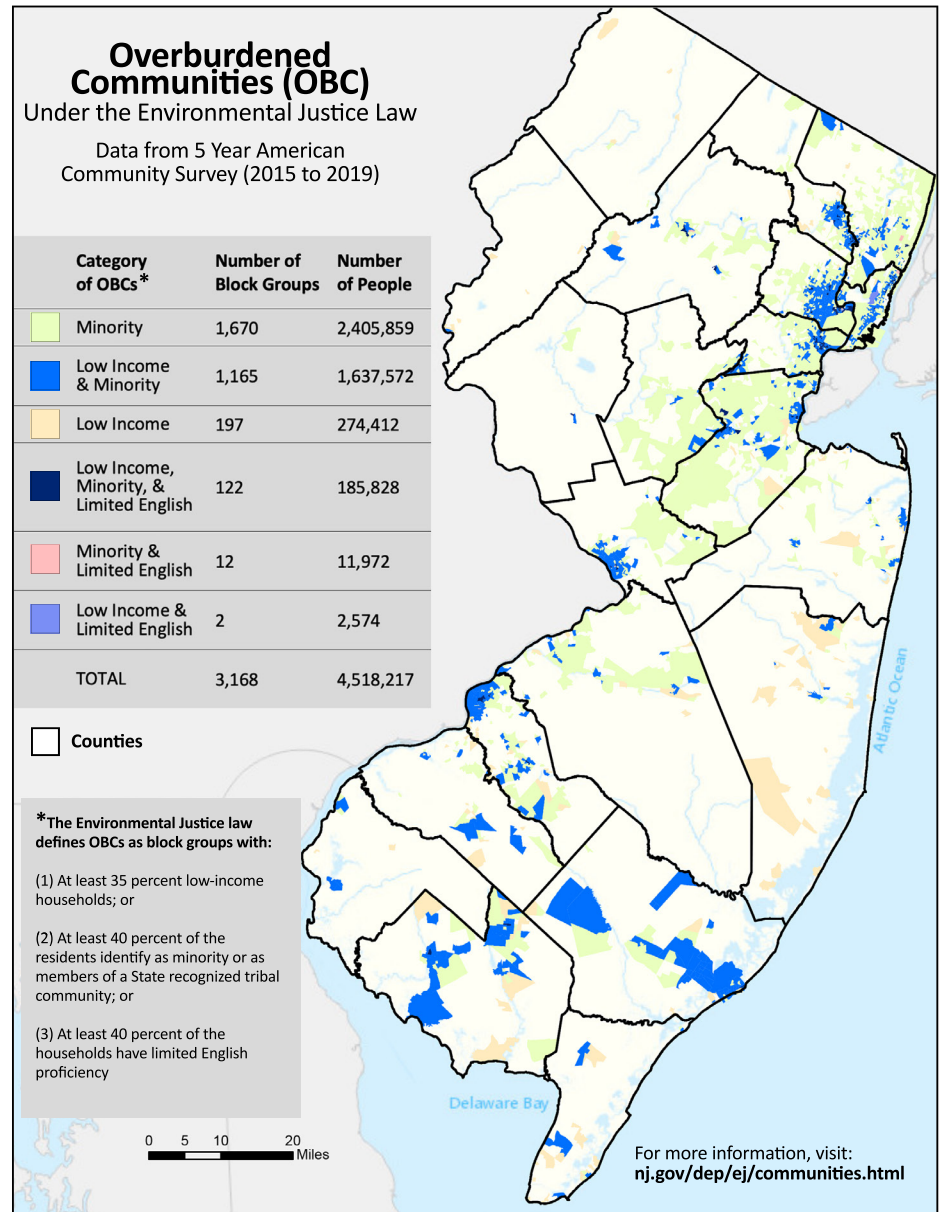 Overburdened
Communities (OBC)
Under the Environmental Justice Law
Data from 5 Year American
Community Survey (2015 to 2019)
Category
of OBCs*
Number of
Block Groups
Number
of People
Minority
1,670
2,405,859
Low Income
& Minority
1,165
1,637,572
Low Income
197
274,412
Low Income,
Minority, &
Limited English
122
185,828
Minority &
Limited English
12
11,972
Low Income &
Limited English
2
2,574
TOTAL
3,168
4,518,217
Counties
*The Environmental Justice law
defines OBCs as block groups with:
(1) At least 35 percent low-income
households; or
(2) At least 40 percent of the
residents identify as minority or as
members of a State recognized tribal
community; or
(3) At least 40 percent of the
households have limited English
proficiency
0 5 10 20
Miles
Atlantic Ocean
Delaware Bay
For more information, visit:
nj.gov/dep/ej/communities.html